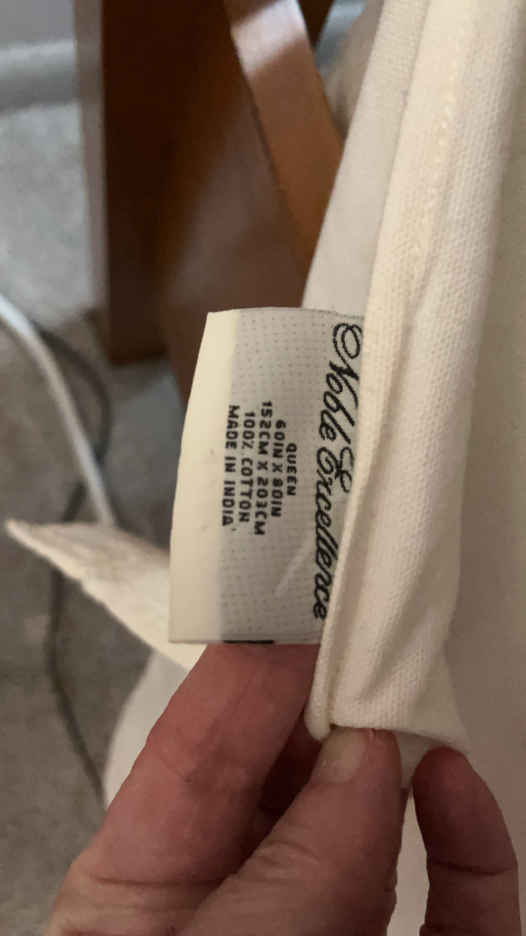 Noble Excellence
QUEEN
60IN X 80IN
152CM X 203CM
100% COTTON
MADE IN INDIA